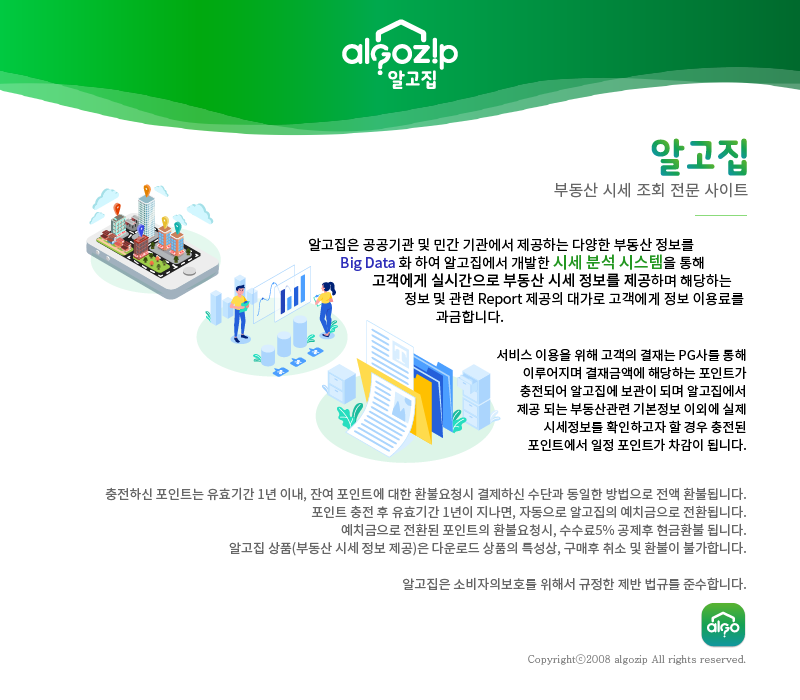 algozip
알고집
알고집
부동산 시세 조회 전문 사이트
알고집은 공공기관 및 민간 기관에서 제공하는 다양한 부동산 정보를
Big Data 화 하여 알고집에서 개발한 시세 분석 시스템을 통해
고객에게 실시간으로 부동산 시세 정보를 제공하며 해당하는
정보 및 관련 Report 제공의 대가로 고객에게 정보 이용료를
과금합니다.
서비스 이용을 위해 고객의 결재는 PG사를 통해
이루어지며 결재금액에 해당하는 포인트가
충전되어 알고집에 보관이 되며 알고집에서
제공 되는 부동산관련 기본정보 이외에 실제
시세정보를 확인하고자 할 경우 충전된
포인트에서 일정 포인트가 차감이 됩니다.
충전하신 포인트는 유효기간 1년 이내, 잔여 포인트에 대한 환불요청시 결제하신 수단과 동일한 방법으로 전액 환불됩니다.
포인트 충전 후 유효기간 1년이 지나면, 자동으로 알고집의 예치금으로 전환됩니다.
예치금으로 전환된 포인트의 환불요청시, 수수료5% 공제후 현금환불 됩니다.
알고집 상품(부동산 시세 정보 제공)은 다운로드 상품의 특성상, 구매후 취소 및 환불이 불가합니다.
알고집은 소비자의보호를 위해서 규정한 제반 법규를 준수합니다.
algo
Copyrightⓒ2008 algozip All rights reserved.